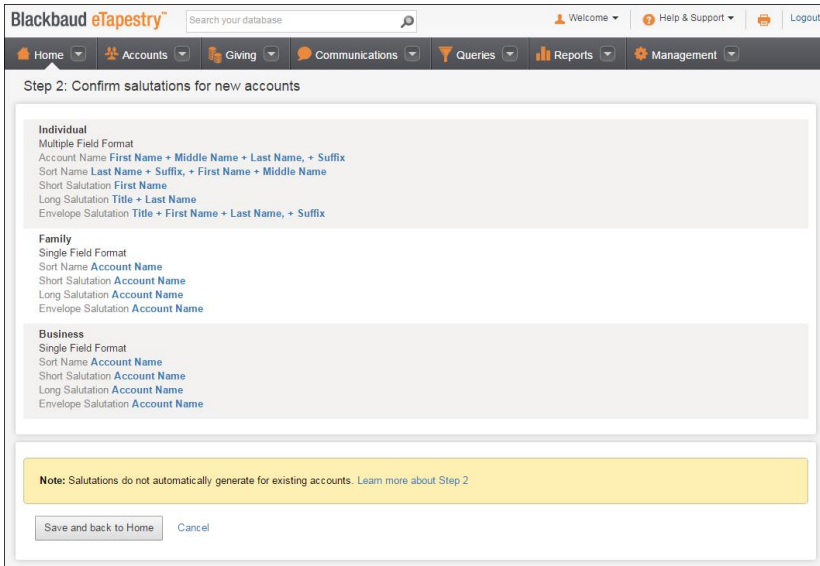 Blackbaud eTapestry™ Search your database Welcome Help & Support Logout
Home Accounts Giving Communications Queries Reports Management
Step 2: Confirm salutations for new accounts
Individual
Multiple Field Format
Account Name First Name + Middle Name + Last Name, + Suffix
Sort Name Last Name + Suffix, + First Name + Middle Name
Short Salutation First Name
Long Salutation Title + Last Name
Envelope Salutation Title + First Name + Last Name, + Suffix
Family
Single Field Format
Sort Name Account Name
Short Salutation Account Name
Long Salutation Account Name
Envelope Salutation Account Name
Business
Single Field Format
Sort Name Account Name
Short Salutation Account Name
Long Salutation Account Name
Envelope Salutation Account Name
Note: Salutations do not automatically generate for existing accounts. Learn more about Step 2
Save and back to Home Cancel